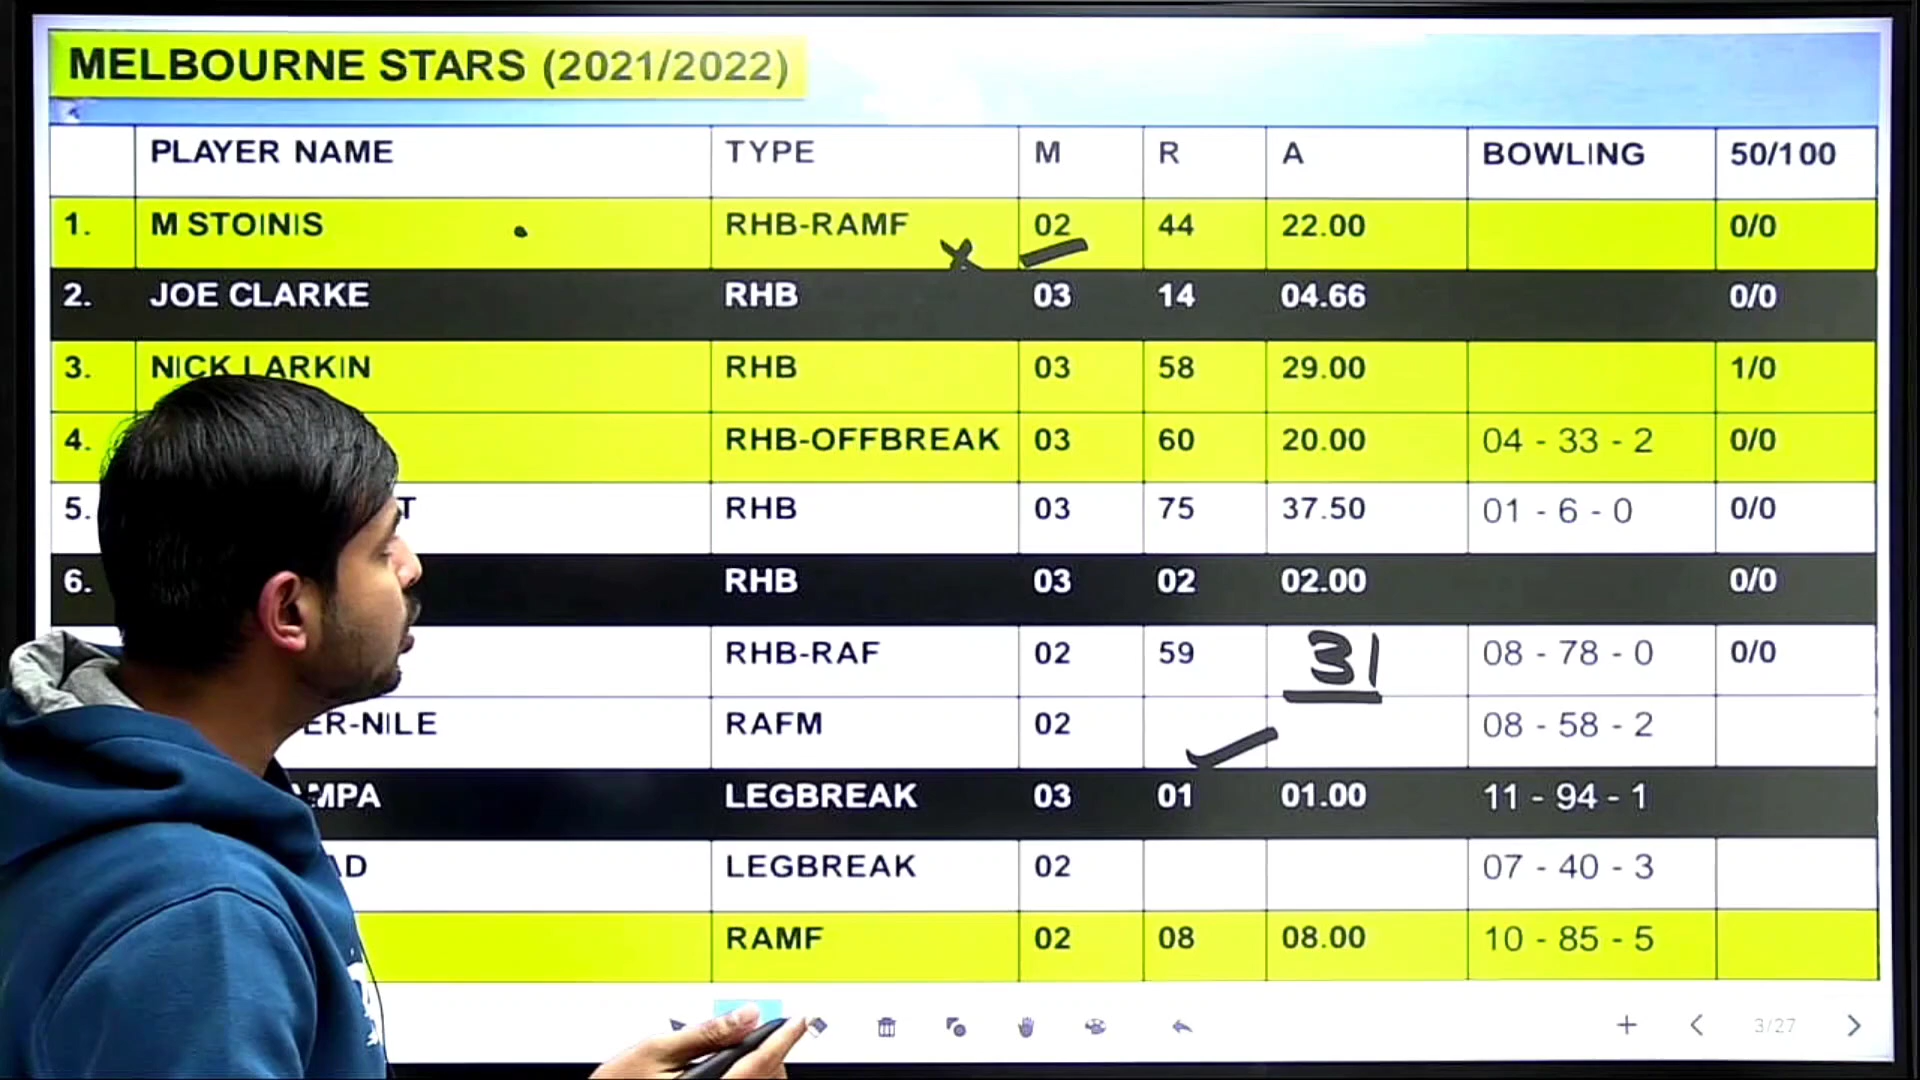 MELBOURNE STARS (2021/2022)
PLAYER NAME TYPE M R A BOWLING 50/100
1. M STOINIS RHB-RAMF 02 44 22.00 0/0
2. JOE CLARKE RHB 03 14 04.66 0/0
3. NICK LARKIN RHB 03 58 29.00 1/0
4. RHB-OFFBREAK 03 60 20.00 04 - 33 - 2 0/0
5. T RHB 03 75 37.50 01 - 6 - 0 0/0
6. RHB 03 02 02.00 0/0
RHB-RAF 02 59 31 08 - 78 - 0 0/0
ER-NILE RAFM 02 08 - 58 - 2
MPA LEGBREAK 03 01 01.00 11 - 94 - 1
AD LEGBREAK 02 07 - 40 - 3
RAMF 02 08 08.00 10 - 85 - 5
3/27